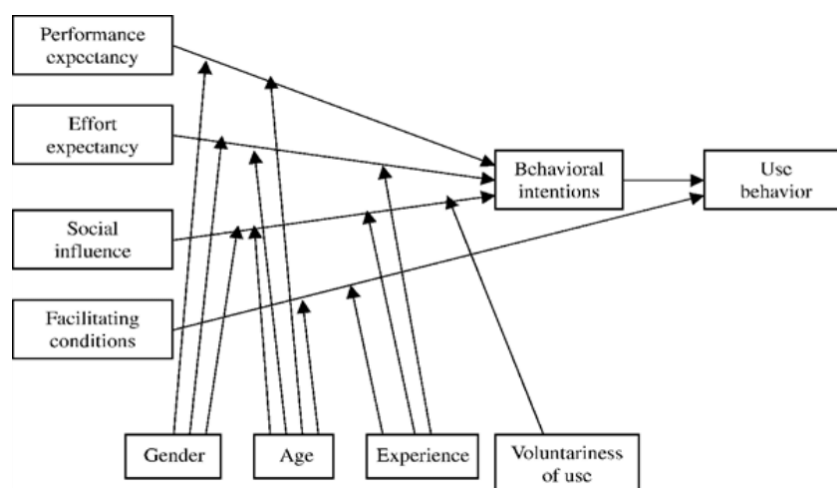 Performance
expectancy
Effort
expectancy
Behavioral
intentions
Use
behavior
Social
influence
Facilitating
conditions
Gender
Age
Experience
Voluntariness
of use